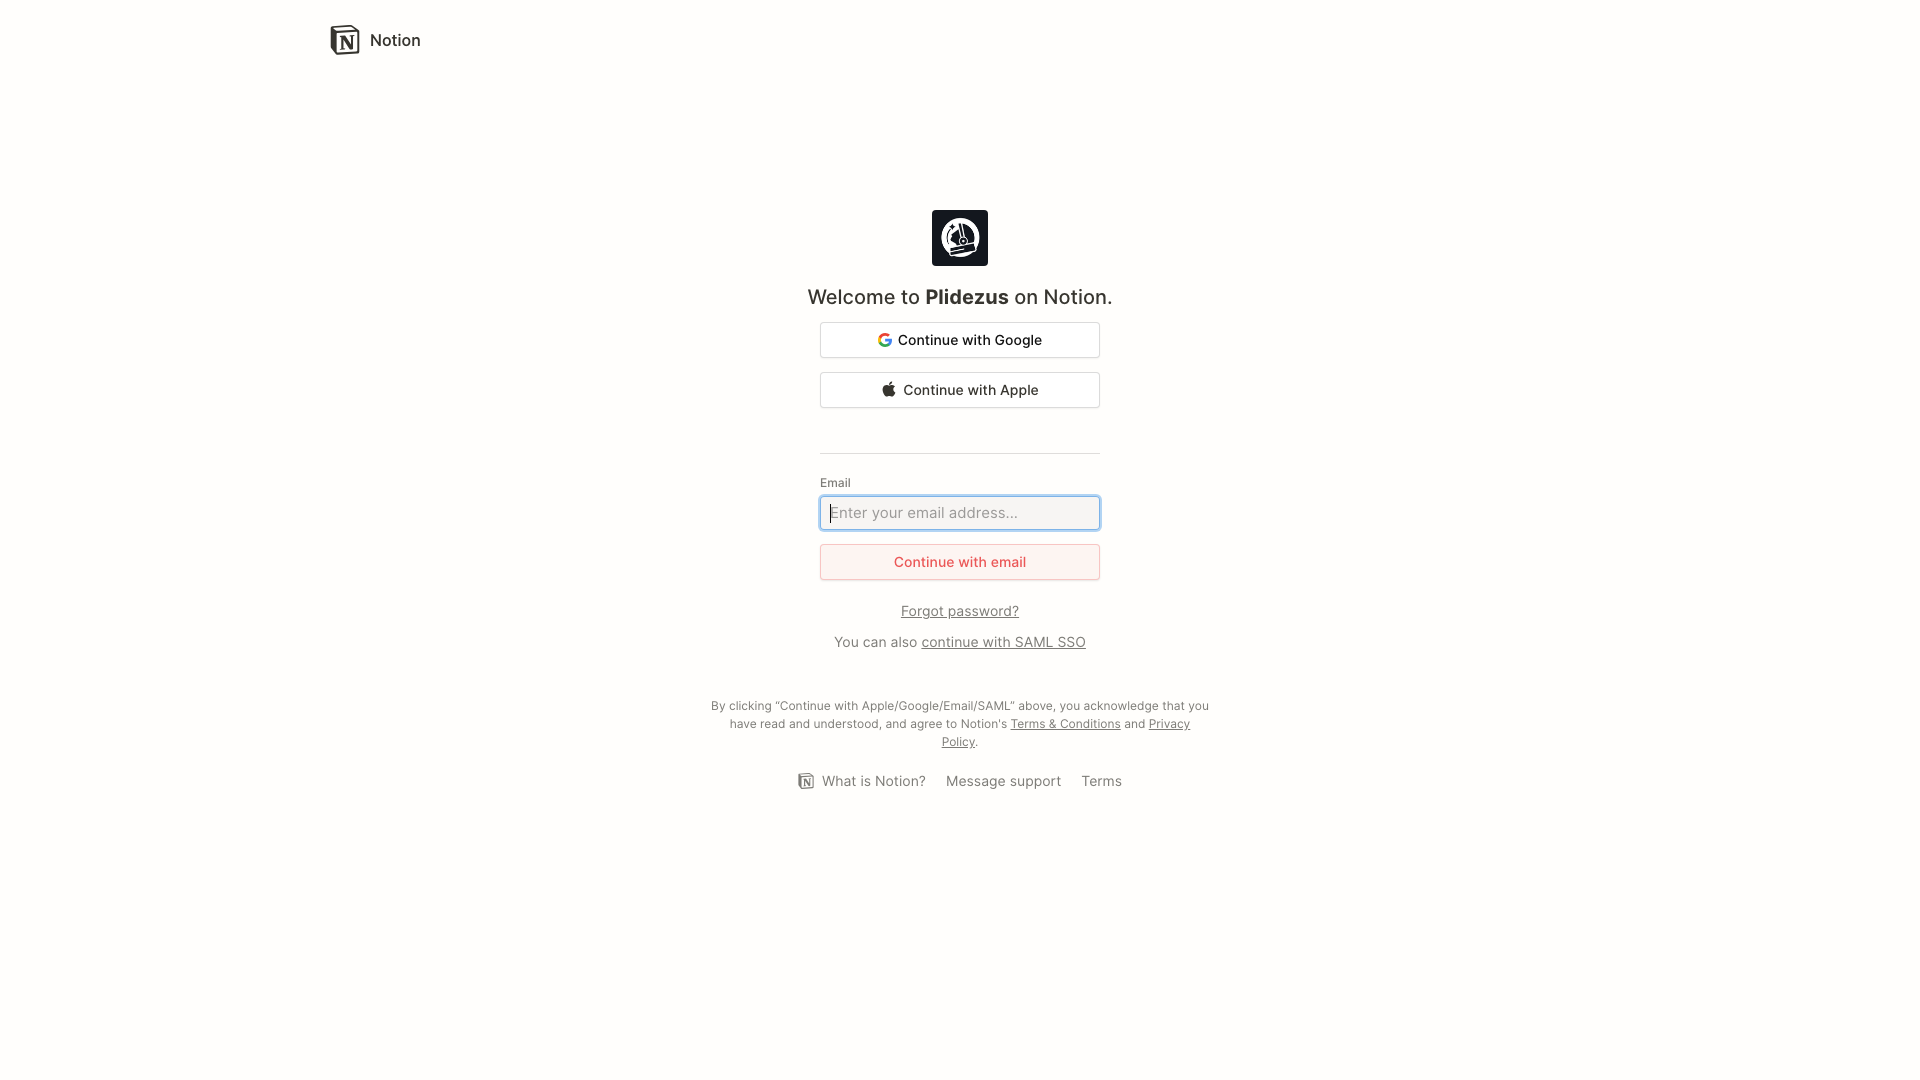 Notion
Welcome to Plidezus on Notion.
Continue with Google
Continue with Apple
Email
Enter your email address...
Continue with email
Forgot password?
You can also continue with SAML SSO
By clicking “Continue with Apple/Google/Email/SAML” above, you acknowledge that you
have read and understood, and agree to Notion's Terms & Conditions and Privacy
Policy.
What is Notion? Message support Terms